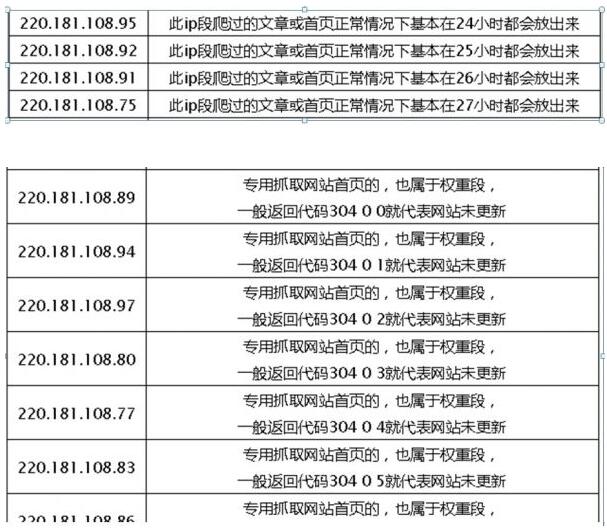 220.181.108.95 此ip段爬过的文章或首页正常情况下基本在24小时都会放出来
220.181.108.92 此ip段爬过的文章或首页正常情况下基本在25小时都会放出来
220.181.108.91 此ip段爬过的文章或首页正常情况下基本在26小时都会放出来
220.181.108.75 此ip段爬过的文章或首页正常情况下基本在27小时都会放出来
220.181.108.89
专用抓取网站首页的，也属于权重段，
一般返回代码304 0 0就代表网站未更新
220.181.108.94
专用抓取网站首页的，也属于权重段，
一般返回代码304 0 1就代表网站未更新
220.181.108.97
专用抓取网站首页的，也属于权重段，
一般返回代码304 0 2就代表网站未更新
220.181.108.80
专用抓取网站首页的，也属于权重段，
一般返回代码304 0 3就代表网站未更新
220.181.108.77
专用抓取网站首页的，也属于权重段，
一般返回代码304 0 4就代表网站未更新
220.181.108.83
专用抓取网站首页的，也属于权重段，
一般返回代码304 0 5就代表网站未更新
220.181.108.86
专用抓取网站首页的，也属于权重段，